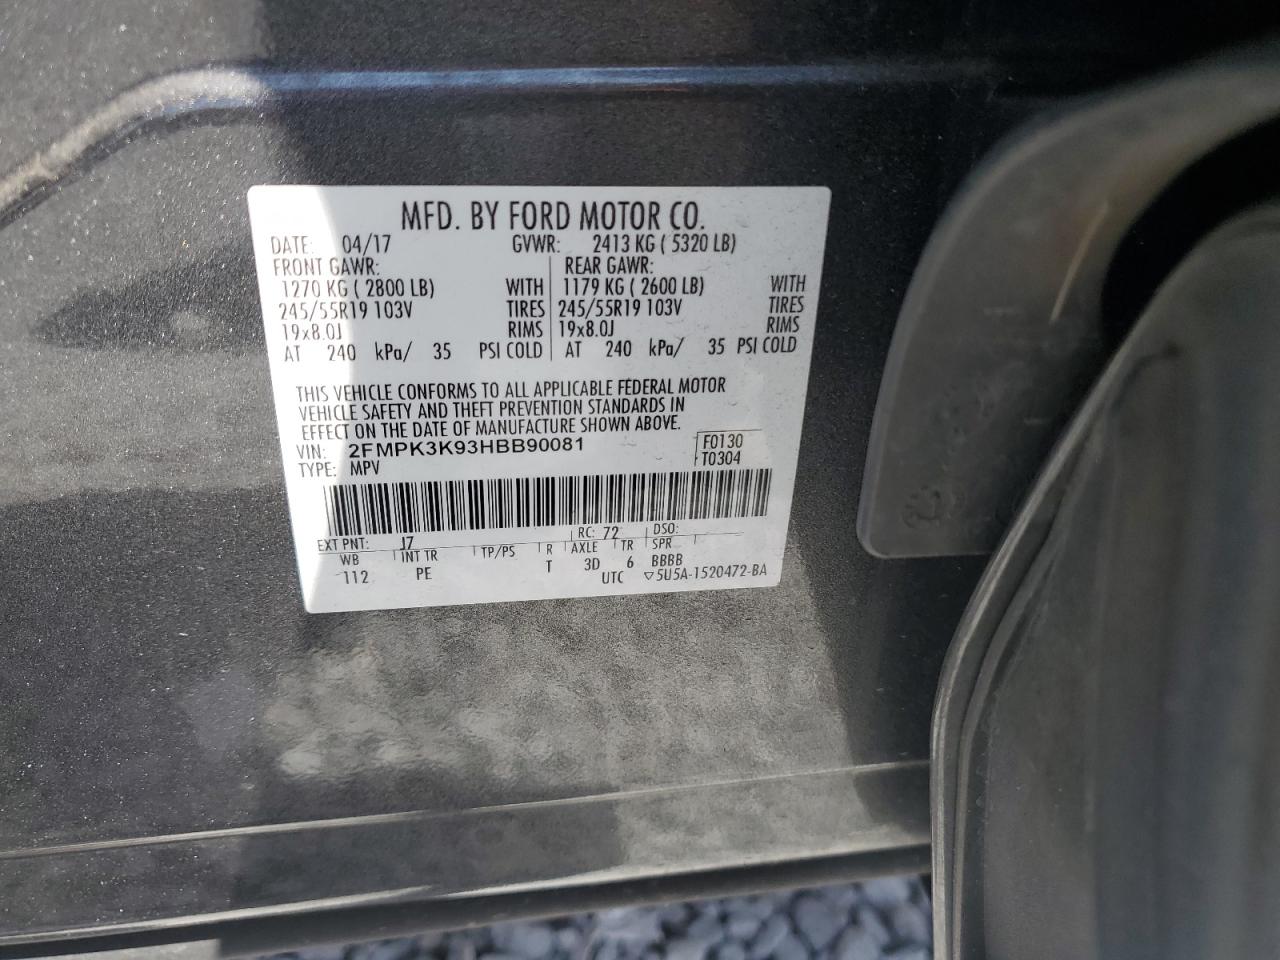 MFD. BY FORD MOTOR CO.
DATE: 04/17 GVWR: 2413 KG ( 5320 LB)
FRONT GAWR: REAR GAWR:
1270 KG ( 2800 LB) WITH 1179 KG ( 2600 LB) WITH
245/55R19 103V TIRES 245/55R19 103V TIRES
19x8.0J RIMS 19x8.0J RIMS
AT 240 kPa/ 35 PSI COLD AT 240 kPa/ 35 PSI COLD
THIS VEHICLE CONFORMS TO ALL APPLICABLE FEDERAL MOTOR
VEHICLE SAFETY AND THEFT PREVENTION STANDARDS IN
EFFECT ON THE DATE OF MANUFACTURE SHOWN ABOVE.
VIN: 2FMPK3K93HBB90081 F0130
TYPE: MPV T0304
EXT PNT: J7 RC: 72 DSO:
WB INT TR TP/PS R AXLE TR SPR
112 PE T 3D 6 BBBB
UTC ▽5U5A-1520472-BA